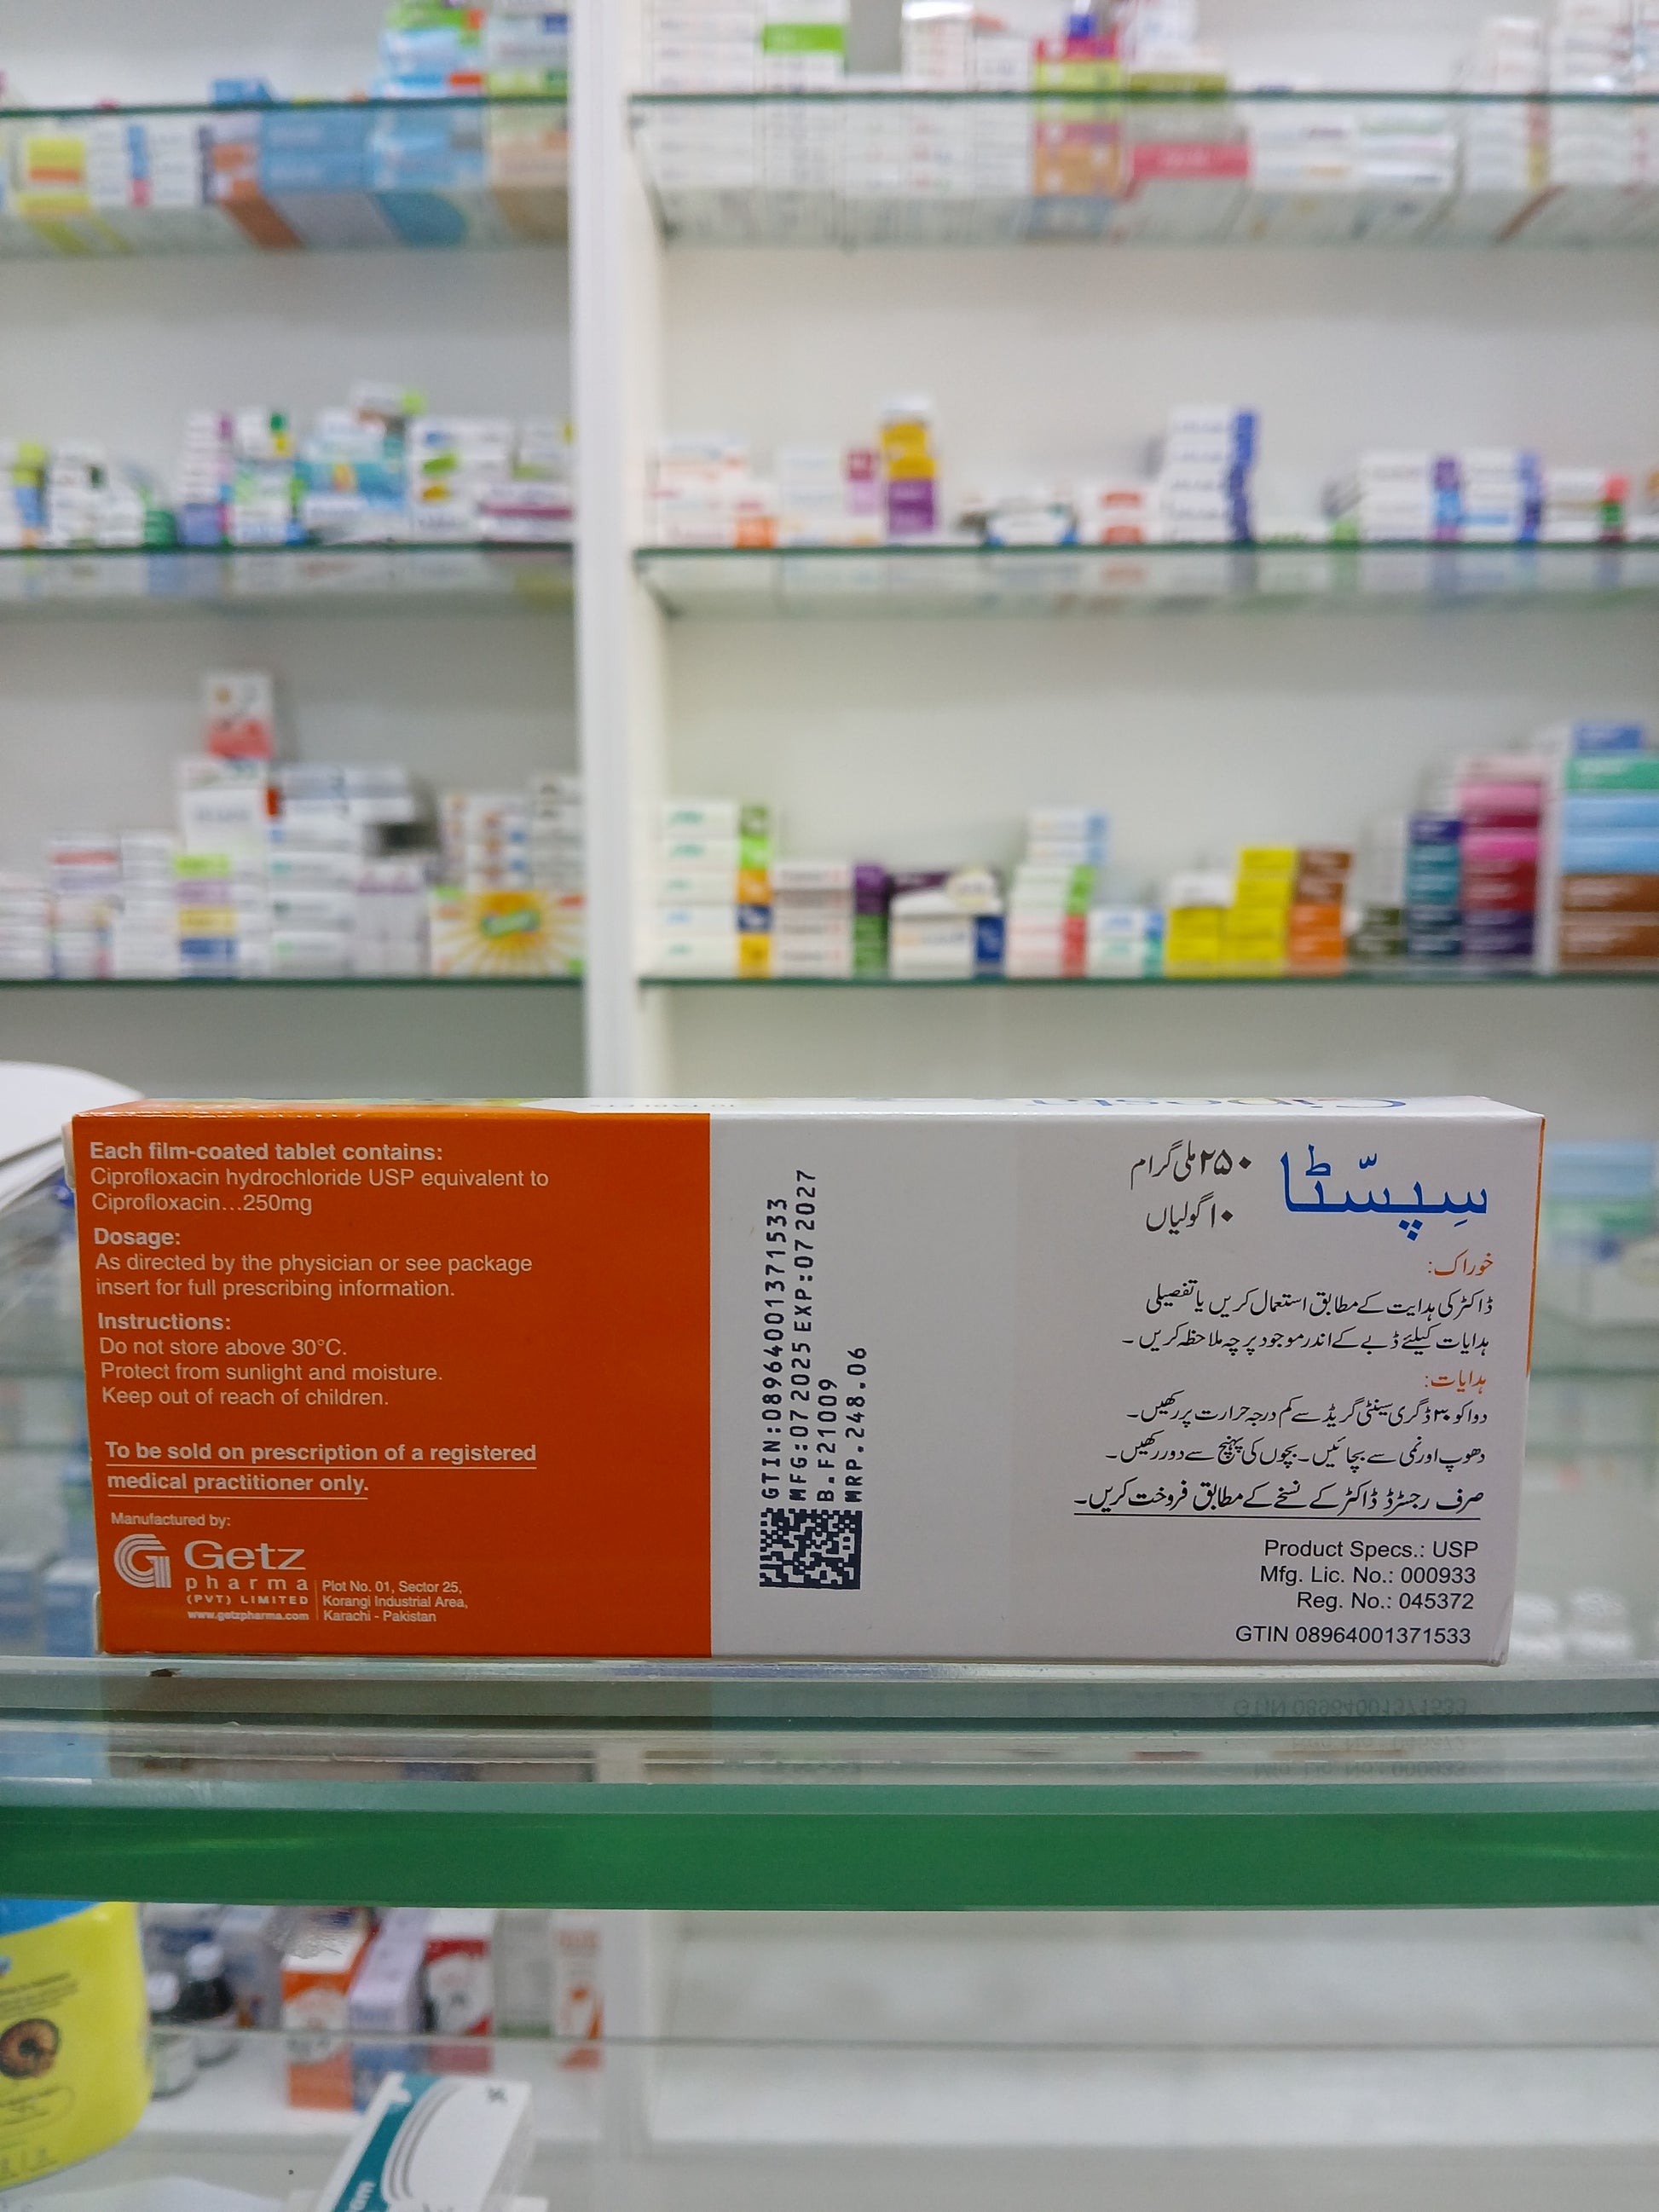 Each film-coated tablet contains:
Ciprofloxacin hydrochloride USP equivalent to
Ciprofloxacin...250mg
Dosage:
As directed by the physician or see package
insert for full prescribing information.
Instructions:
Do not store above 30°C.
Protect from sunlight and moisture.
Keep out of reach of children.
To be sold on prescription of a registered
medical practitioner only.
Manufactured by:
Getz
pharma
(PVT) LIMITED
www.getzpharma.com
Plot No. 01, Sector 25,
Korangi Industrial Area,
Karachi - Pakistan
GTIN:08964001371533
MFG:07 2025 EXP:07 2027
B.F21009
MRP.248.06
سِپسّٹا
۲۵۰ ملی گرام
۱۰ گولیاں
خوراک:
ڈاکٹر کی ہدایت کے مطابق استعمال کریں یا تفصیلی
ہدایات کیلئے ڈبے کے اندر موجود پرچہ ملاحظہ کریں ۔
ہدایات:
دوا کو ۳۰ ڈگری سینٹی گریڈ سے کم درجہ حرارت پر رکھیں۔
دھوپ اور نمی سے بچائیں ۔ بچوں کی پہنچ سے دور رکھیں ۔
صرف رجسٹرڈ ڈاکٹر کے نسخے کے مطابق فروخت کریں۔
Product Specs.: USP
Mfg. Lic. No.: 000933
Reg. No.: 045372
GTIN 08964001371533